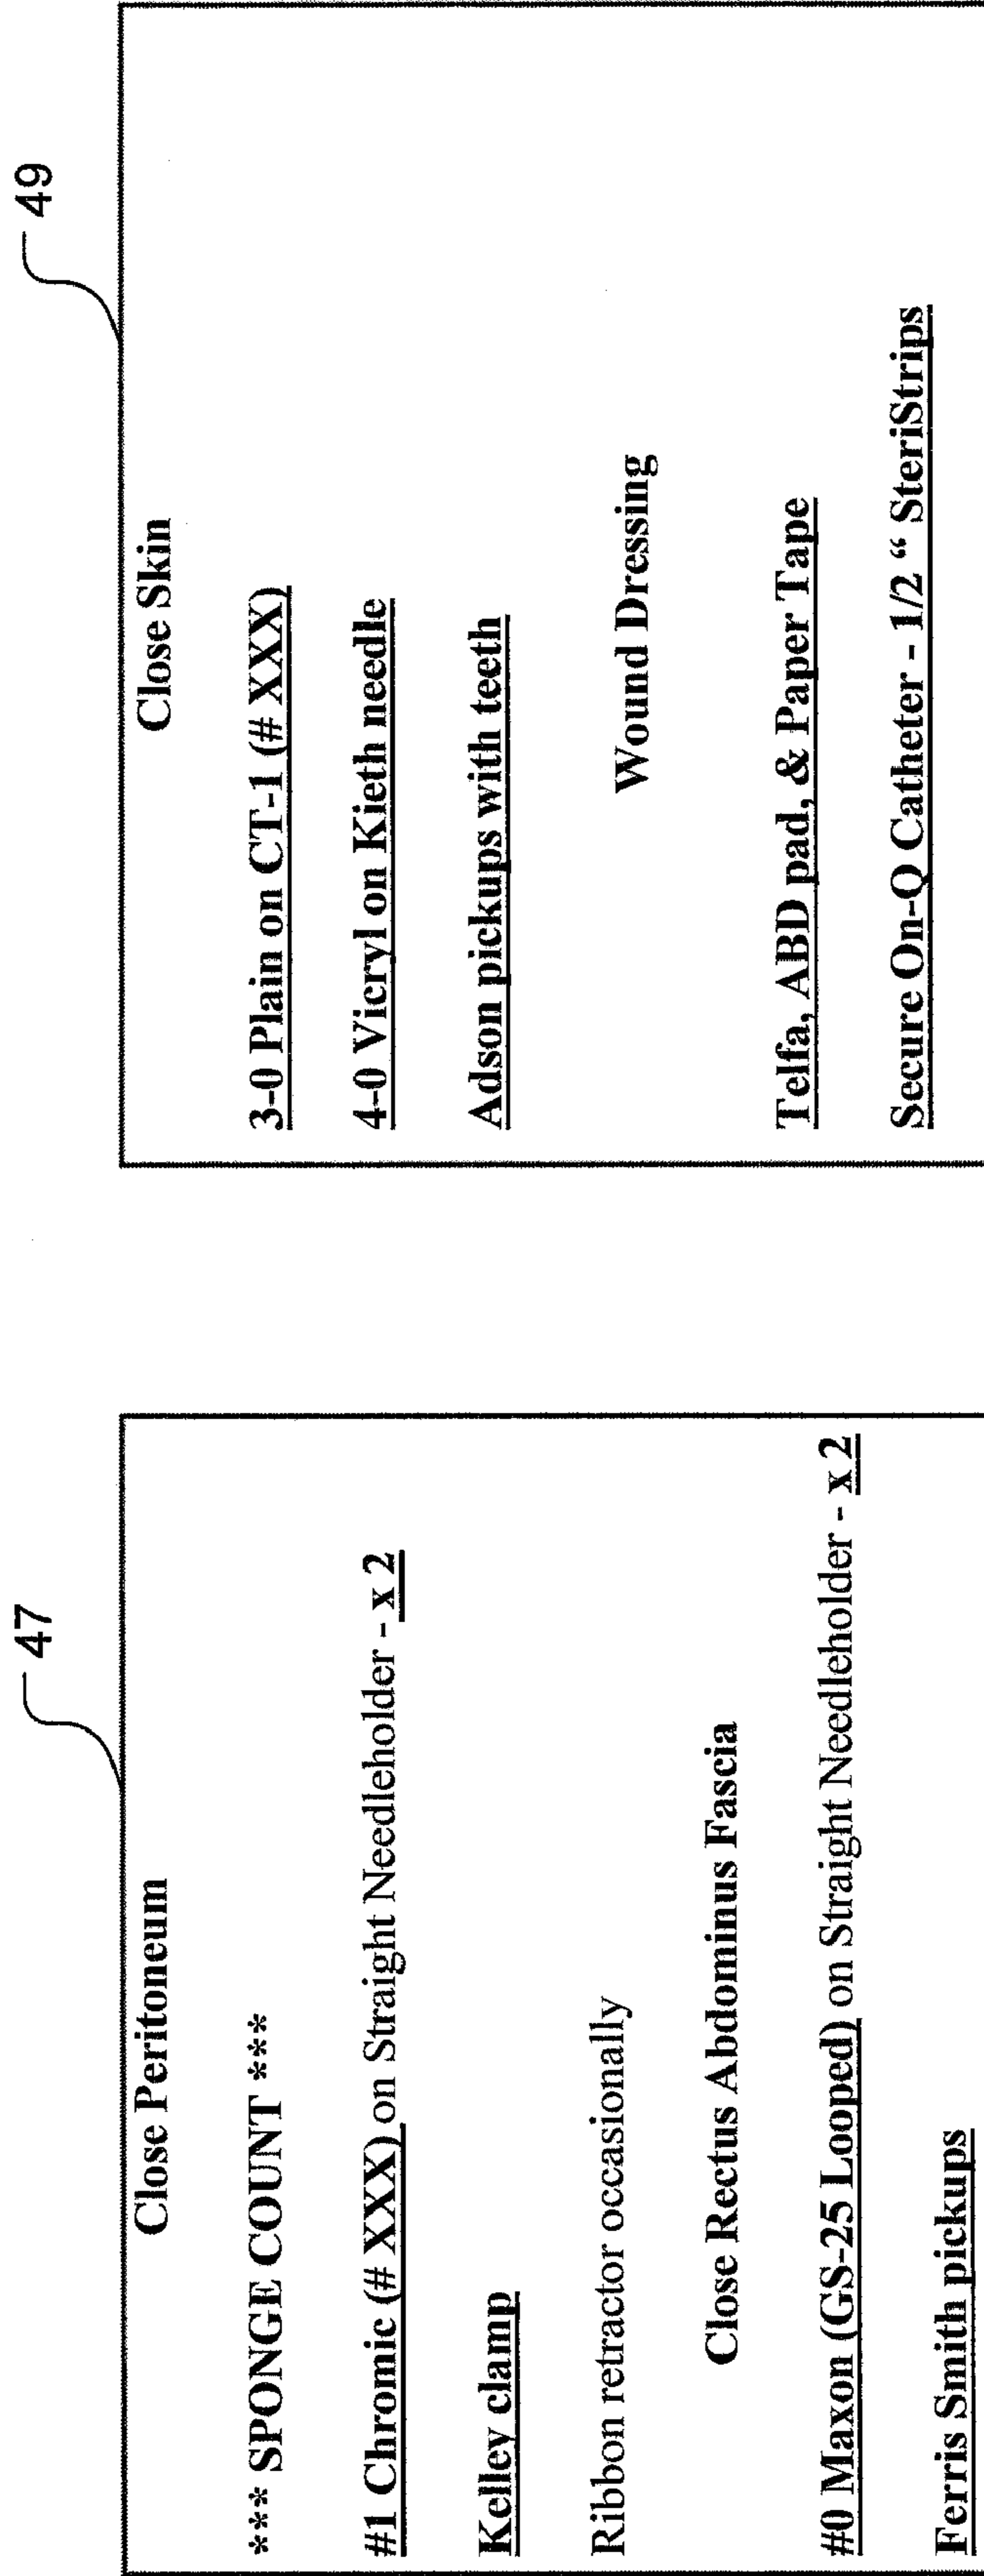 47
Close Peritoneum
*** SPONGE COUNT ***
#1 Chromic (# XXX) on Straight Needleholder - x 2
Kelley clamp
Ribbon retractor occasionally
Close Rectus Abdominus Fascia
#0 Maxon (GS-25 Looped) on Straight Needleholder - x 2
Ferris Smith pickups
49
Close Skin
3-0 Plain on CT-1 (# XXX)
4-0 Vicryl on Kieth needle
Adson pickups with teeth
Wound Dressing
Telfa, ABD pad, & Paper Tape
Secure On-Q Catheter - 1/2 “ SteriStrips